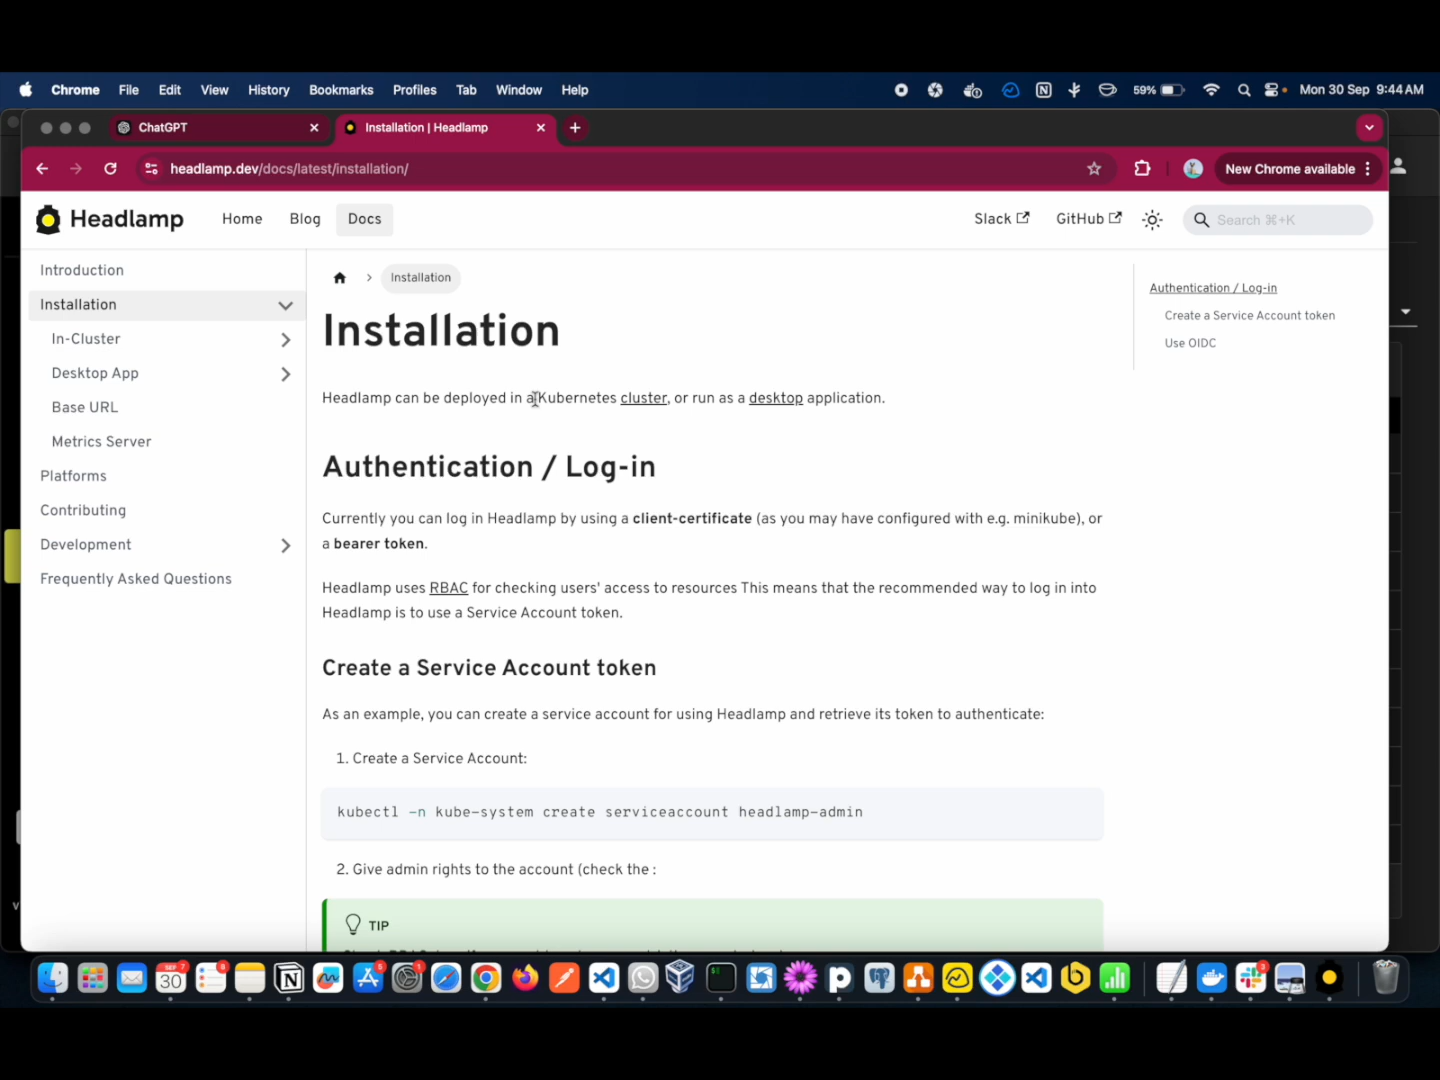 Chrome File Edit View History Bookmarks Profiles Tab Window Help 59% Mon 30 Sep 9:44AM
ChatGPT Installation | Headlamp
headlamp.dev/docs/latest/installation/ New Chrome available
Headlamp Home Blog Docs Slack GitHub Search ⌘+K
Introduction
Installation
In-Cluster
Desktop App
Base URL
Metrics Server
Platforms
Contributing
Development
Frequently Asked Questions
Installation
Installation
Headlamp can be deployed in a Kubernetes cluster, or run as a desktop application.
Authentication / Log-in
Currently you can log in Headlamp by using a client-certificate (as you may have configured with e.g. minikube), or
a bearer token.
Headlamp uses RBAC for checking users' access to resources This means that the recommended way to log in into
Headlamp is to use a Service Account token.
Create a Service Account token
As an example, you can create a service account for using Headlamp and retrieve its token to authenticate:
1. Create a Service Account:
kubectl -n kube-system create serviceaccount headlamp-admin
2. Give admin rights to the account (check the :
TIP
Authentication / Log-in
Create a Service Account token
Use OIDC
SEP 7
30
8
5
1
3